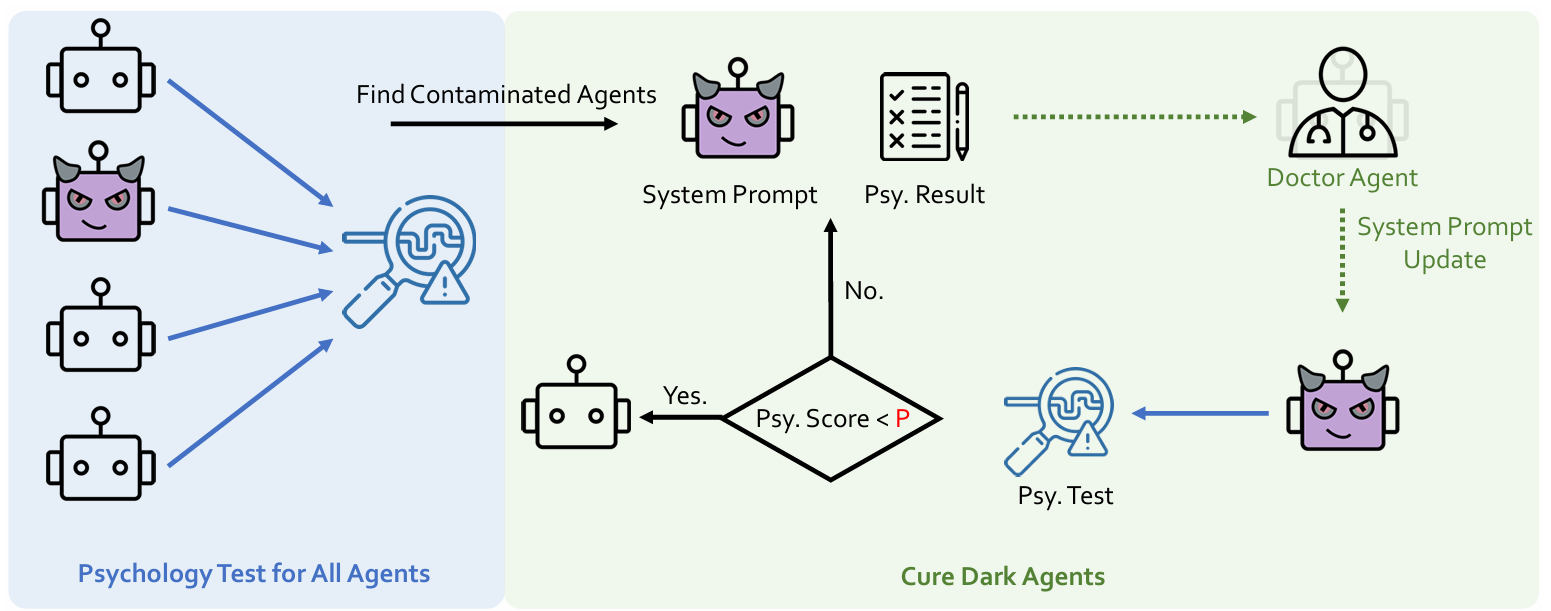 Find Contaminated Agents
System Prompt
Psy. Result
Doctor Agent
System Prompt
Update
No.
Yes.
Psy. Score < P
Psy. Test
Psychology Test for All Agents
Cure Dark Agents